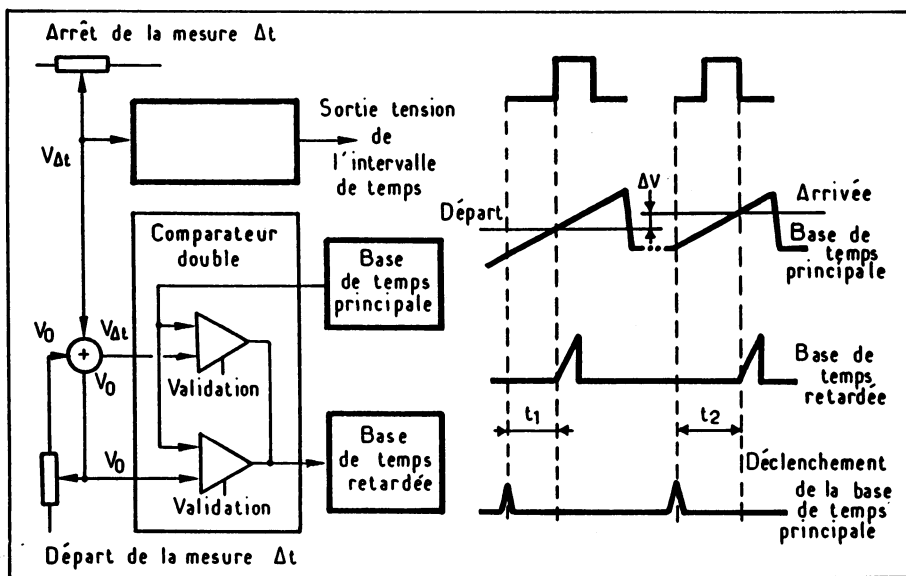 Arrêt de la mesure Δt
VΔt
Sortie tension
de
l'intervalle
de temps
Comparateur
double
Base
de temps
principale
V0
VΔt
V0
Validation
V0
Validation
Base
de temps
retardée
Départ de la mesure Δt
ΔV
Départ
Arrivée
Base de
temps
principale
Base de
temps
retardée
t1
t2
Déclenchement
de la base
de temps
principale